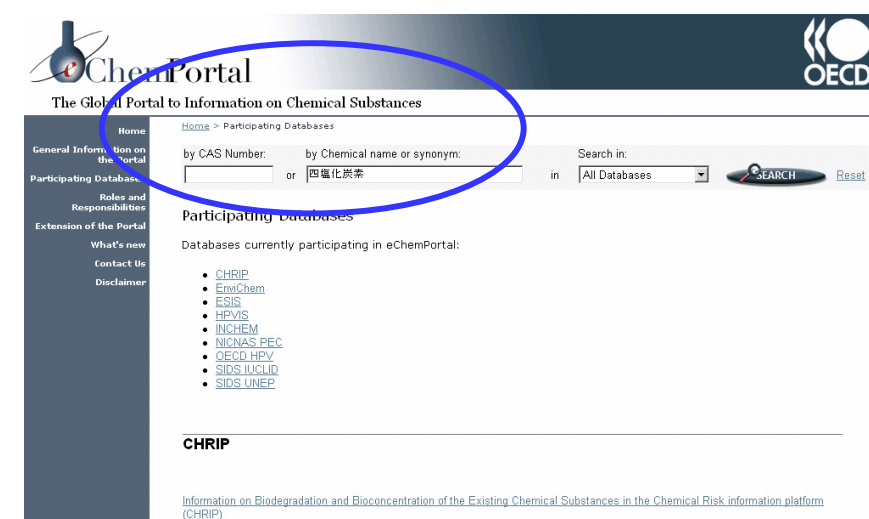 eChemPortal
OECD
The Global Portal to Information on Chemical Substances
Home
General Information on
the Portal
Participating Databases
Roles and
Responsibilities
Extension of the Portal
What's new
Contact Us
Disclaimer
Home > Participating Databases
by CAS Number: by Chemical name or synonym: Search in:
or 四塩化炭素 in All Databases SEARCH Reset
Participating Databases
Databases currently participating in eChemPortal:
CHRIP
EnviChem
ESIS
HPVIS
INCHEM
NICNAS PEC
OECD HPV
SIDS IUCLID
SIDS UNEP
CHRIP
Information on Biodegradation and Bioconcentration of the Existing Chemical Substances in the Chemical Risk information platform
(CHRIP)